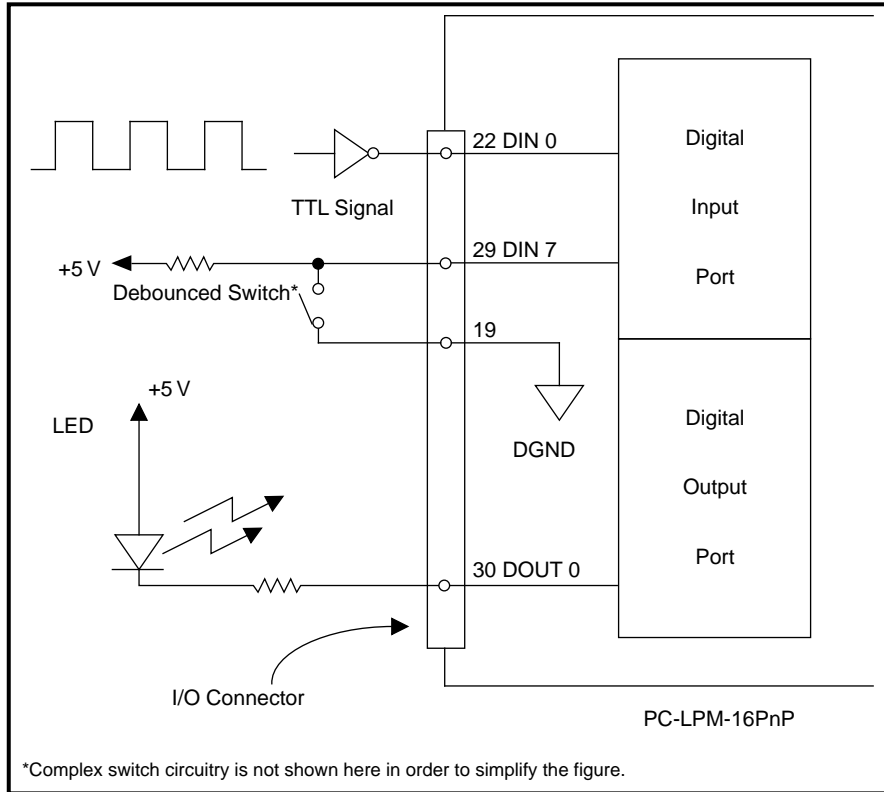 22 DIN 0
Digital
Input
Port
TTL Signal
29 DIN 7
+5 V
Debounced Switch*
19
DGND
+5 V
LED
Digital
Output
Port
30 DOUT 0
I/O Connector
PC-LPM-16PnP
*Complex switch circuitry is not shown here in order to simplify the figure.